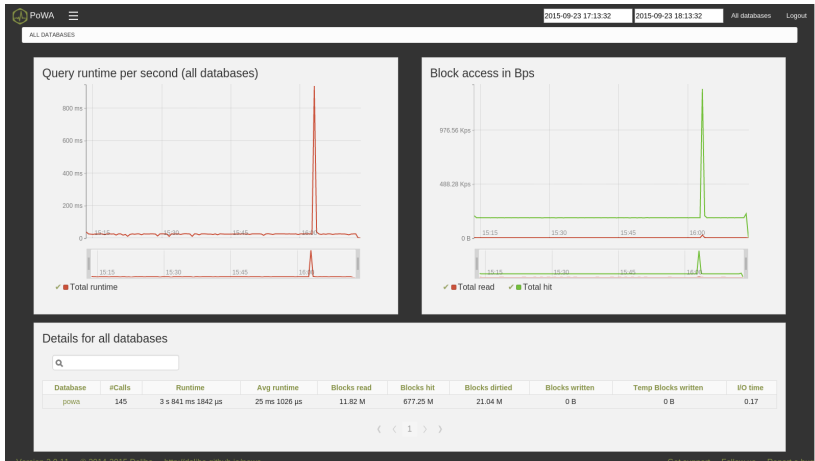 PoWA
2015-09-23 17:13:32
2015-09-23 18:13:32
All databases
Logout
ALL DATABASES
Query runtime per second (all databases)
800 ms
600 ms
400 ms
200 ms
0
15:15
15:30
15:45
16:00
15:15
15:30
15:45
16:00
Total runtime
Block access in Bps
976.56 Kps
488.28 Kps
0 B
15:15
15:30
15:45
16:00
15:15
15:30
15:45
16:00
Total read
Total hit
Details for all databases
Database #Calls Runtime Avg runtime Blocks read Blocks hit Blocks dirtied Blocks written Temp Blocks written I/O time
powa 145 3 s 841 ms 1842 µs 25 ms 1026 µs 11.82 M 677.25 M 21.04 M 0 B 0 B 0.17
1